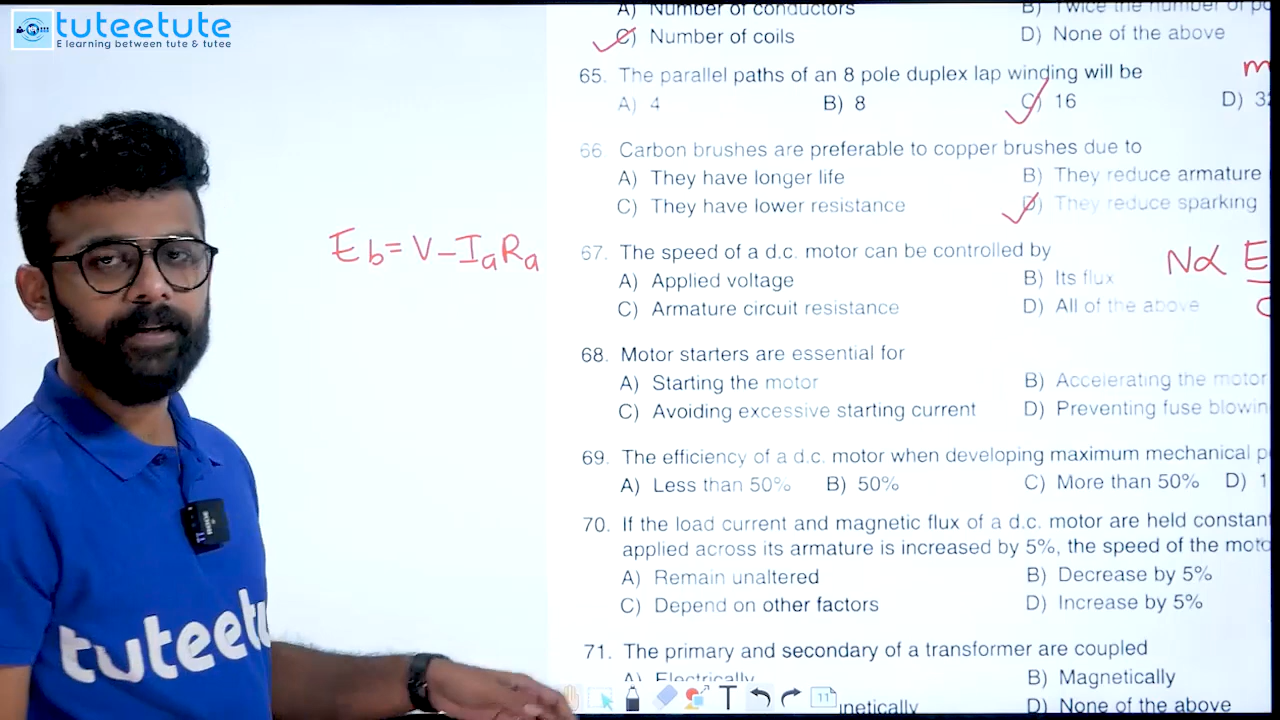 tuteetute
E learning between tute & tutee
A) Number of conductors B) Twice the number of
C) Number of coils D) None of the above
65. The parallel paths of an 8 pole duplex lap winding will be
A) 4 B) 8 C) 16 D)
66 Carbon brushes are preferable to copper brushes due to
A) They have longer life B) They reduce armature
C) They have lower resistance D) They reduce sparking
E b = V - I a R a
67. The speed of a d.c. motor can be controlled by
N ∝ E
A) Applied voltage B) Its flux
C) Armature circuit resistance D) All of the above
68. Motor starters are essential for
A) Starting the motor B) Accelerating the motor
C) Avoiding excessive starting current D) Preventing fuse blowin
69. The efficiency of a d.c. motor when developing maximum mechanical p
A) Less than 50% B) 50% C) More than 50% D) 1
70. If the load current and magnetic flux of a d.c. motor are held constan
applied across its armature is increased by 5%, the speed of the moto
A) Remain unaltered B) Decrease by 5%
C) Depend on other factors D) Increase by 5%
71. The primary and secondary of a transformer are coupled
A) Electrically B) Magnetically
netically D) None of the above
11
tuteetu